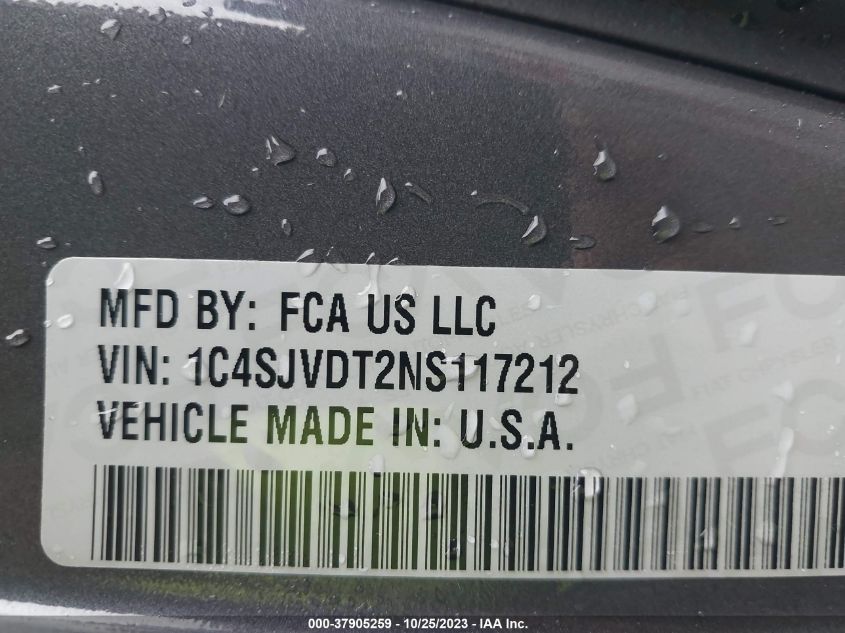 MFD BY: FCA US LLC
VIN: 1C4SJVDT2NS117212
VEHICLE MADE IN: U.S.A.
000-37905259 - 10/25/2023 - IAA Inc.